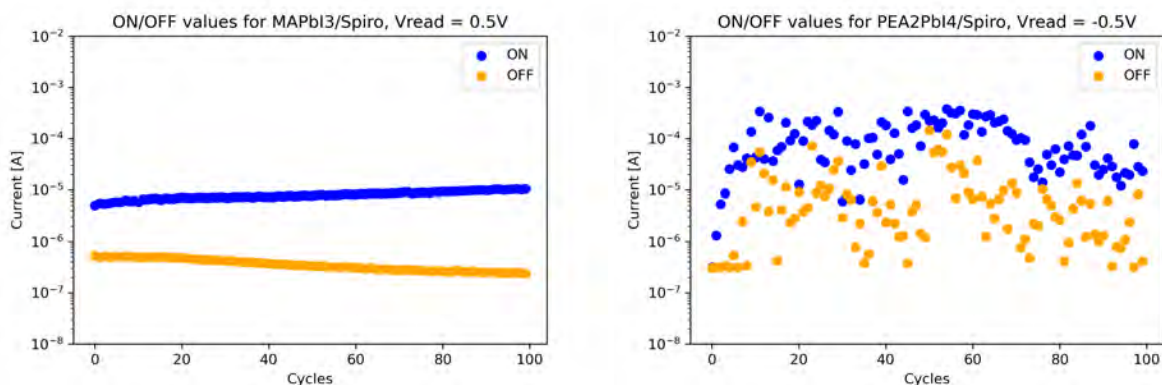 ON/OFF values for MAPbI3/Spiro, Vread = 0.5V
10⁻²
10⁻³
10⁻⁴
10⁻⁵
10⁻⁶
10⁻⁷
10⁻⁸
Current [A]
ON
OFF
0 20 40 60 80 100
Cycles
ON/OFF values for PEA2PbI4/Spiro, Vread = -0.5V
10⁻²
10⁻³
10⁻⁴
10⁻⁵
10⁻⁶
10⁻⁷
10⁻⁸
Current [A]
ON
OFF
0 20 40 60 80 100
Cycles